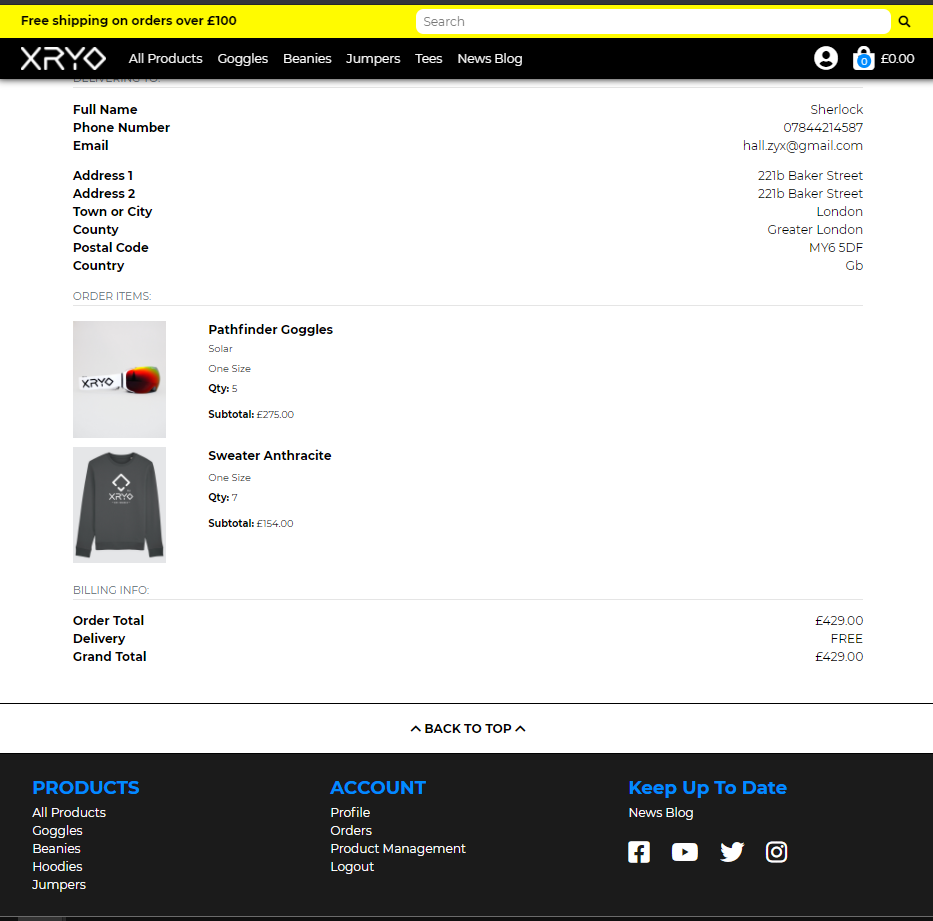 Free shipping on orders over £100
Search
XRYO All Products Goggles Beanies Jumpers Tees News Blog 0 £0.00
DELIVERING TO:
Full Name Sherlock
Phone Number 07844214587
Email hall.zyx@gmail.com
Address 1 221b Baker Street
Address 2 221b Baker Street
Town or City London
County Greater London
Postal Code MY6 5DF
Country Gb
ORDER ITEMS:
XRYO
Pathfinder Goggles
Solar
One Size
Qty: 5
Subtotal: £275.00
XRYO
Sweater Anthracite
One Size
Qty: 7
Subtotal: £154.00
BILLING INFO:
Order Total £429.00
Delivery FREE
Grand Total £429.00
BACK TO TOP
PRODUCTS
All Products
Goggles
Beanies
Hoodies
Jumpers
ACCOUNT
Profile
Orders
Product Management
Logout
Keep Up To Date
News Blog